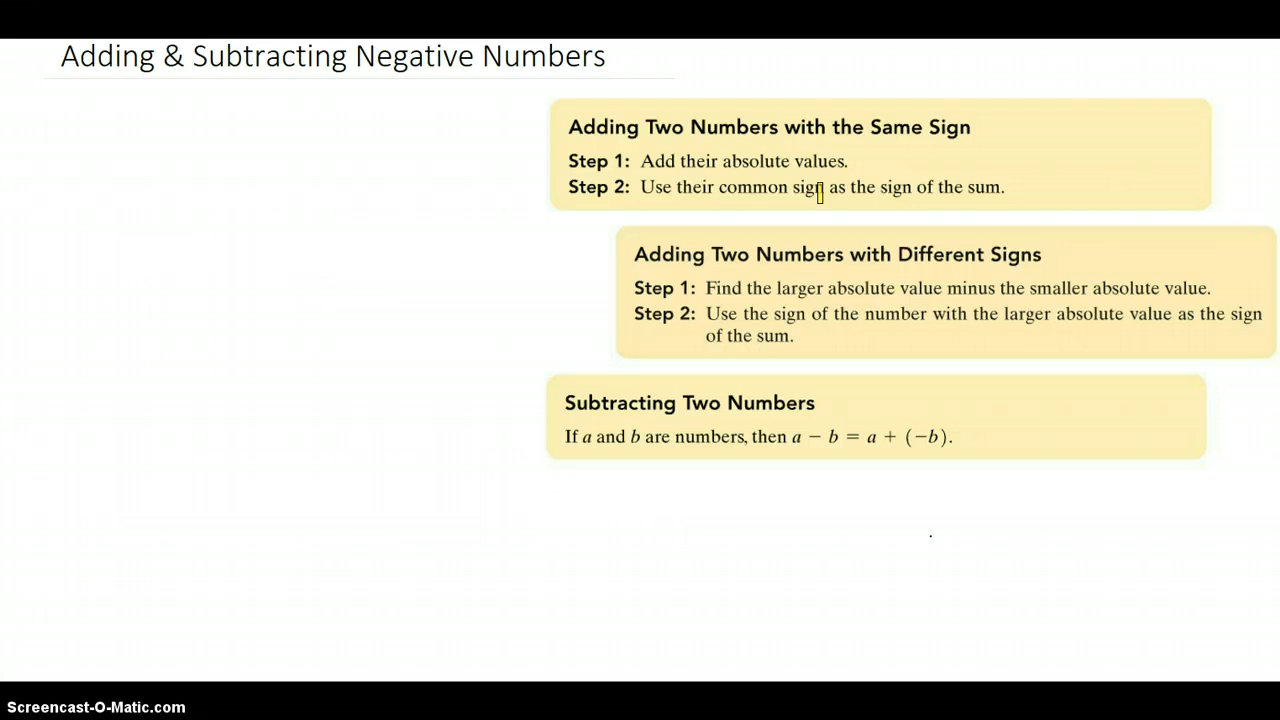 Adding & Subtracting Negative Numbers
Adding Two Numbers with the Same Sign
Step 1: Add their absolute values.
Step 2: Use their common sign as the sign of the sum.
Adding Two Numbers with Different Signs
Step 1: Find the larger absolute value minus the smaller absolute value.
Step 2: Use the sign of the number with the larger absolute value as the sign
of the sum.
Subtracting Two Numbers
If a and b are numbers, then a − b = a + (−b).
Screencast-O-Matic.com